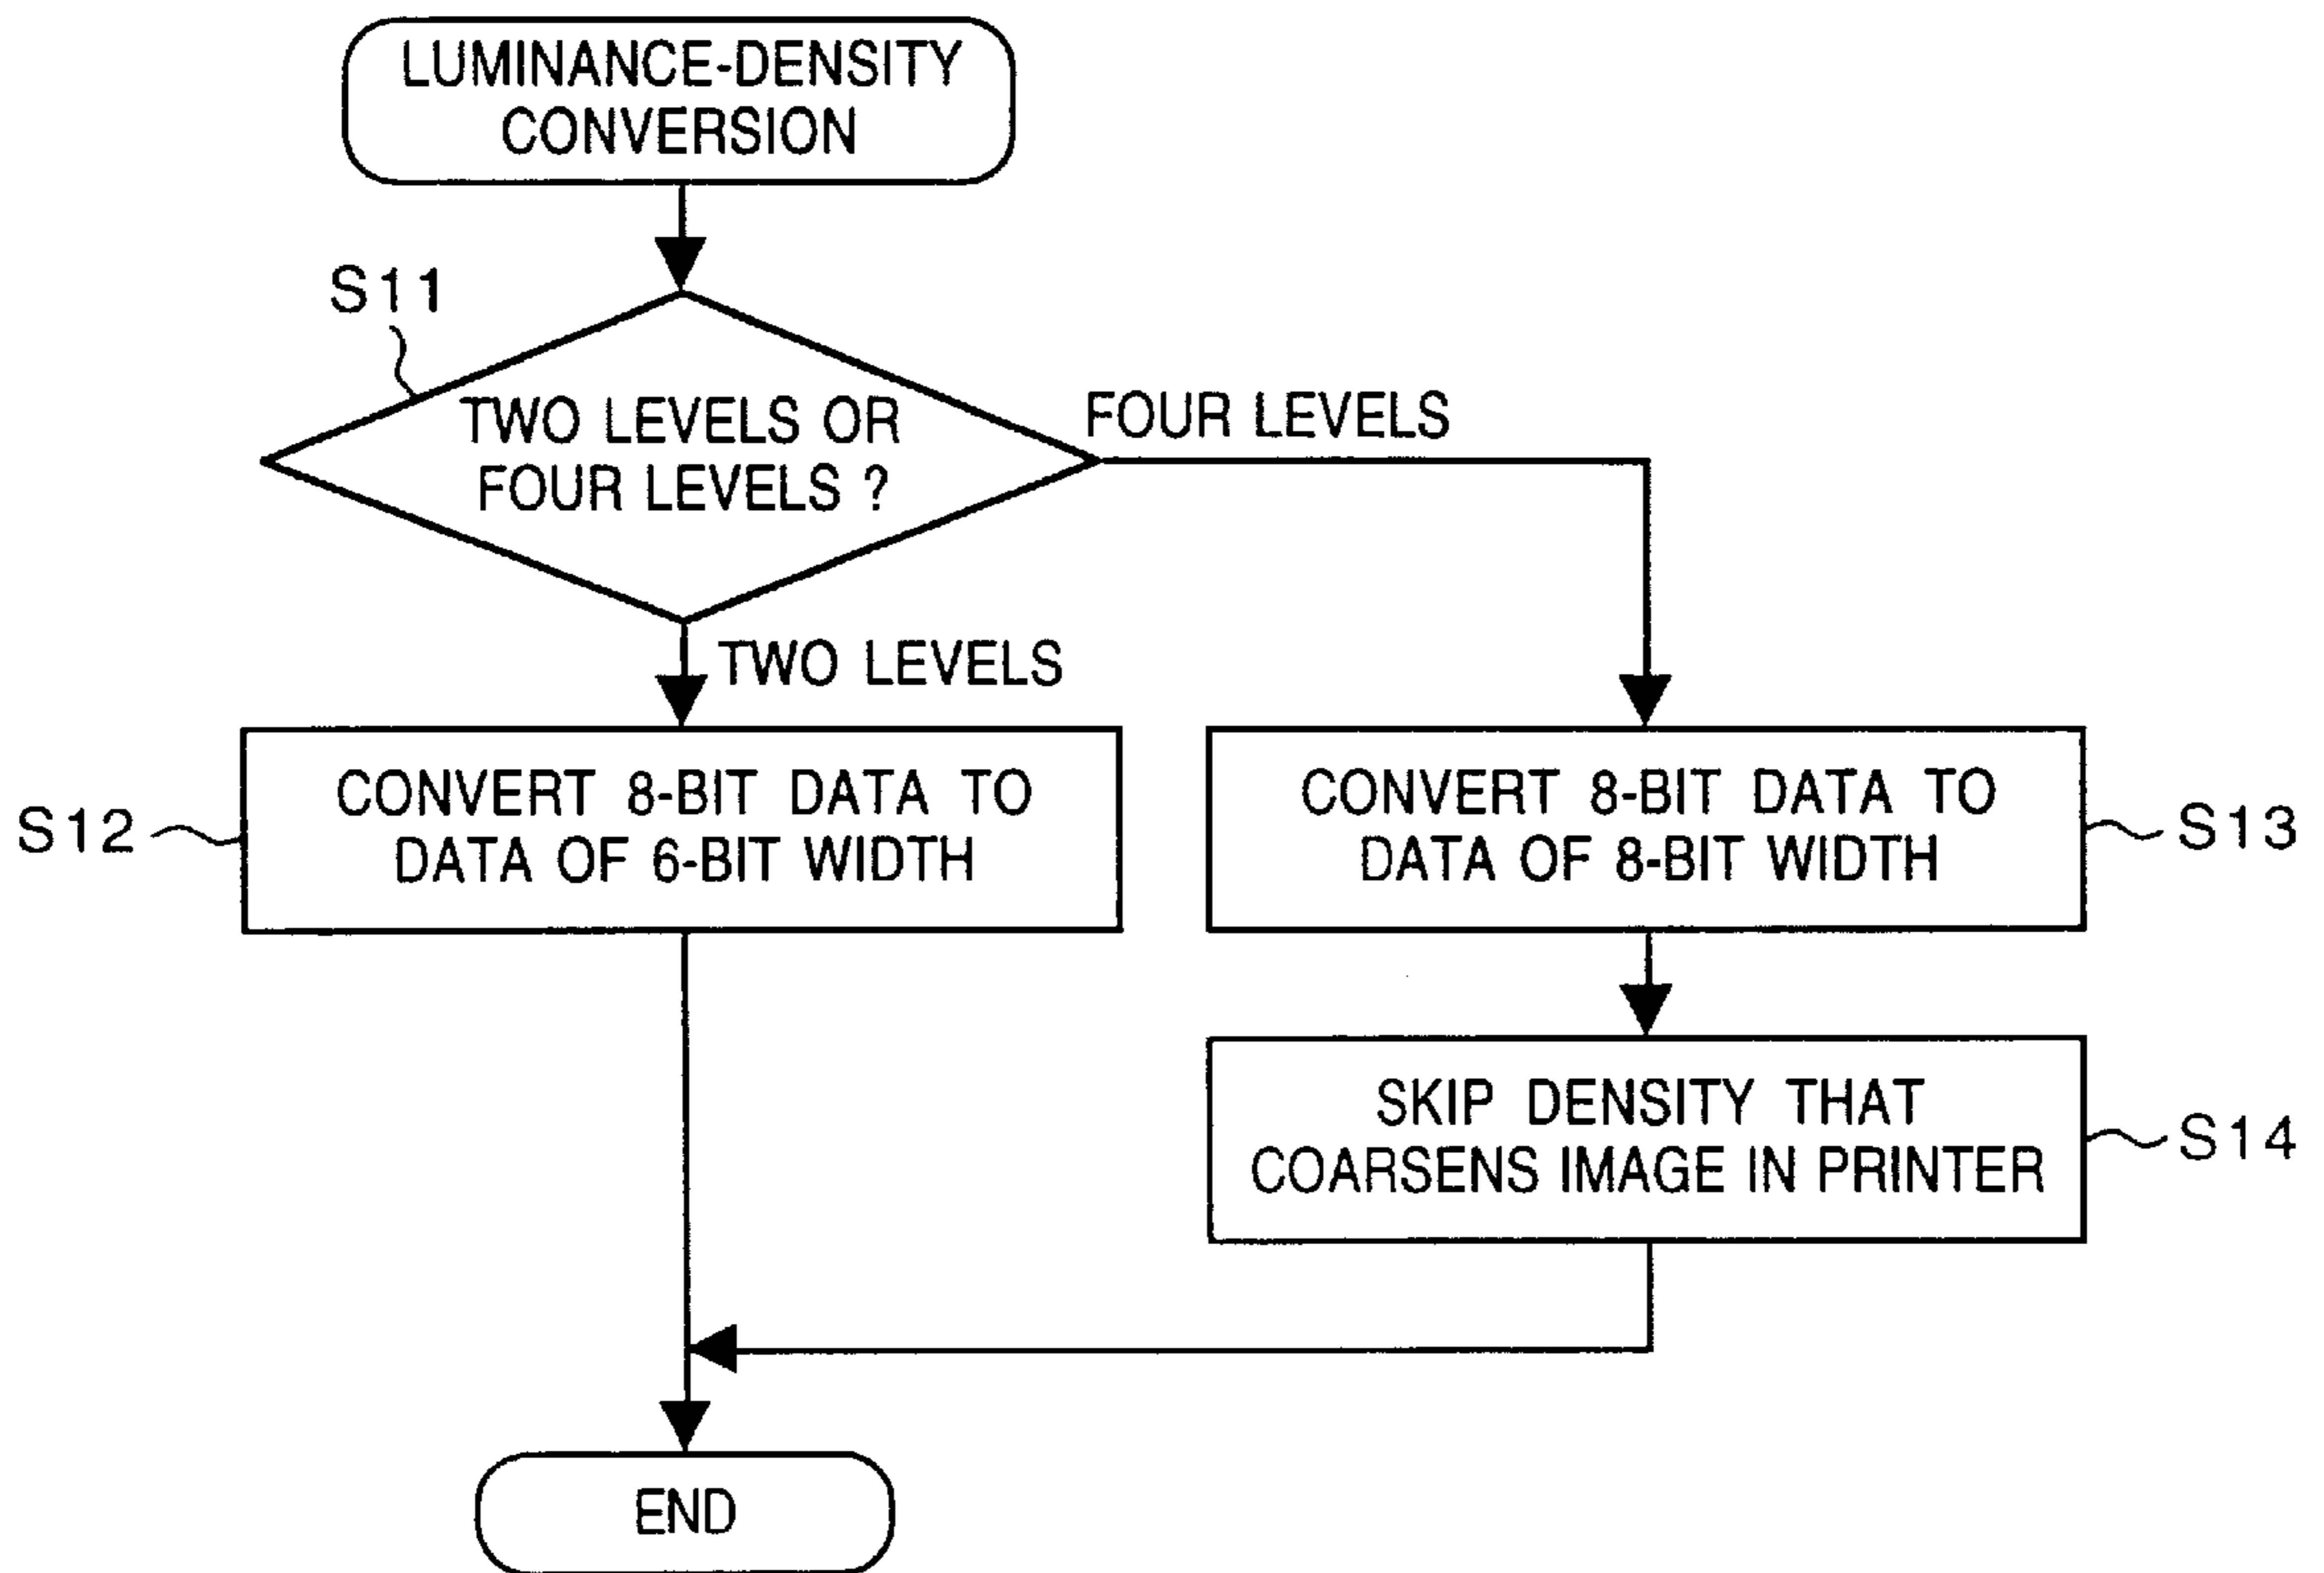 LUMINANCE-DENSITY
CONVERSION
S11
TWO LEVELS OR
FOUR LEVELS ?
FOUR LEVELS
TWO LEVELS
S12
CONVERT 8-BIT DATA TO
DATA OF 6-BIT WIDTH
CONVERT 8-BIT DATA TO
DATA OF 8-BIT WIDTH
S13
SKIP DENSITY THAT
COARSENS IMAGE IN PRINTER
S14
END